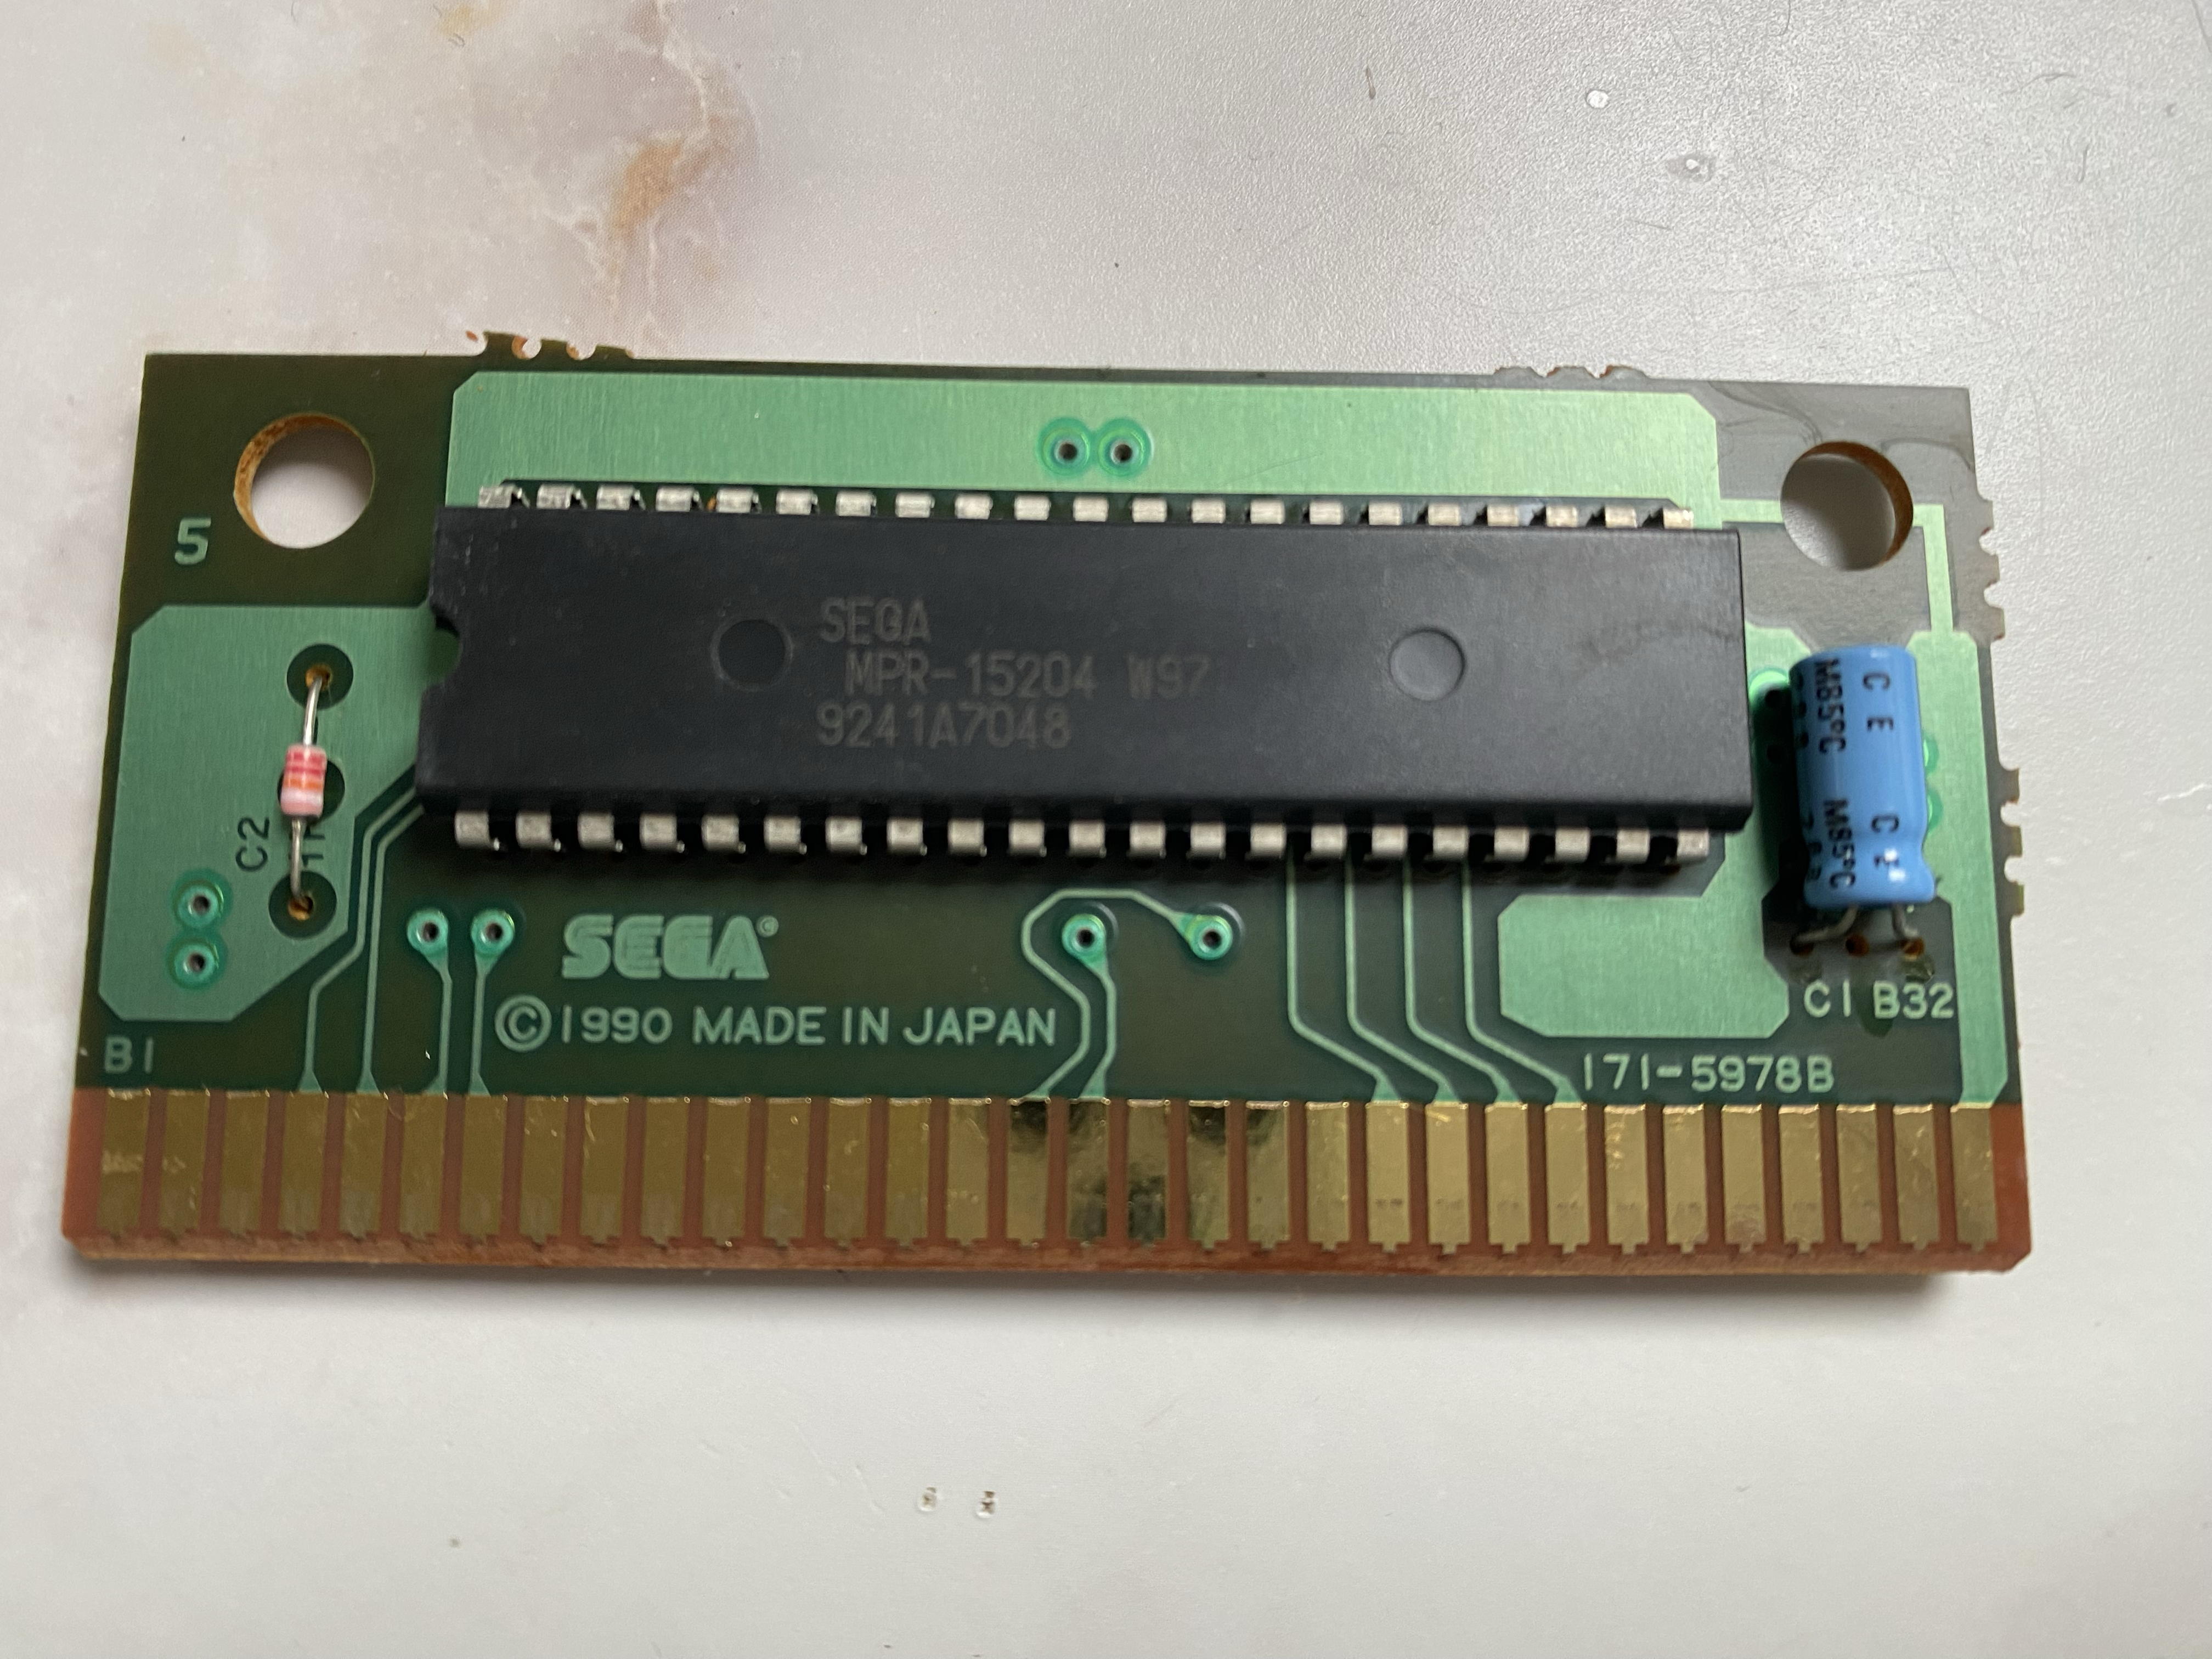 5
SEGA
MPR-15204 W97
9241A7048
CE
M85°C
CE
M85°C
C2
SEGA©
©1990 MADE IN JAPAN
C1 B32
B1
171-5978B